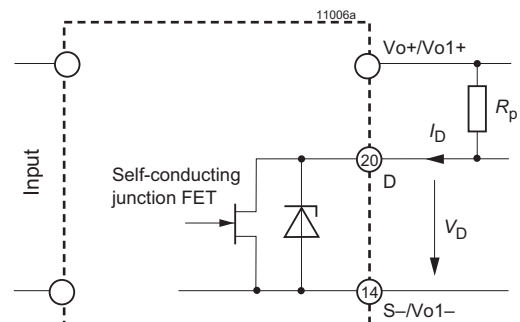 11006a
Vo+/Vo1+
Rp
ID
Input
Self-conducting
junction FET
20
D
VD
14
S–/Vo1–